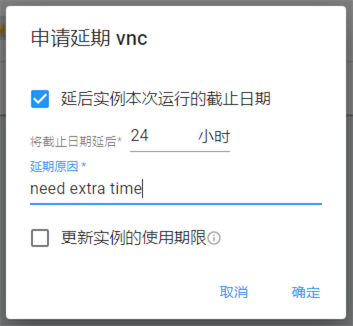 申请延期 vnc
延后实例本次运行的截止日期
将截止日期延后* 24 小时
延期原因 *
need extra time
更新实例的使用期限
取消 确定